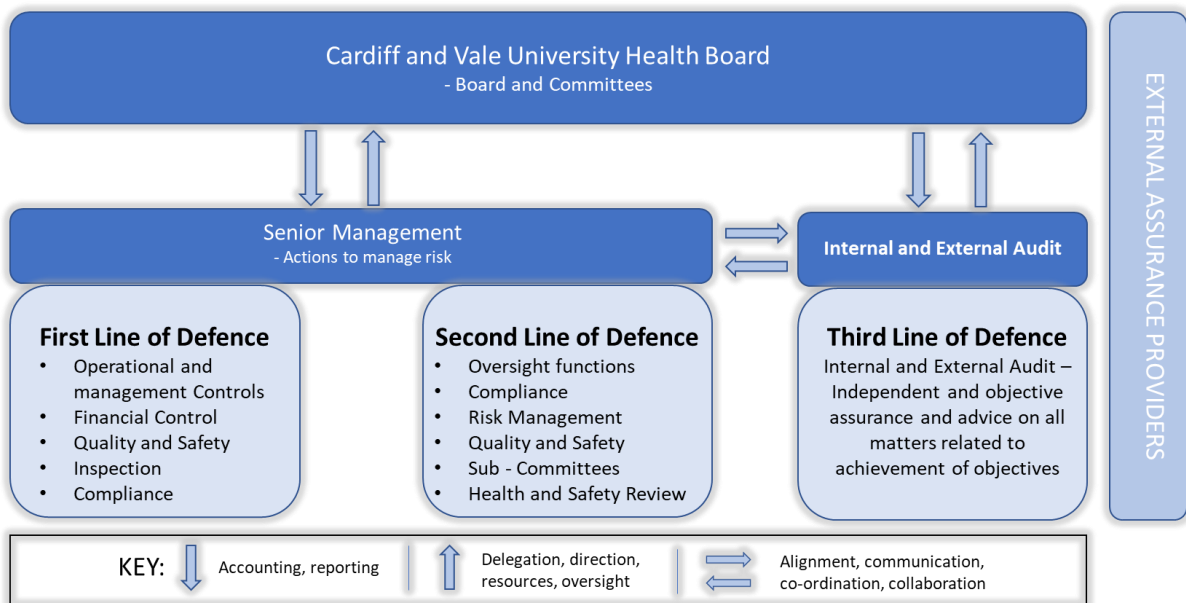 Cardiff and Vale University Health Board
- Board and Committees
EXTERNAL ASSURANCE PROVIDERS
Senior Management
- Actions to manage risk
Internal and External Audit
First Line of Defence
• Operational and
management Controls
• Financial Control
• Quality and Safety
• Inspection
• Compliance
Second Line of Defence
• Oversight functions
• Compliance
• Risk Management
• Quality and Safety
• Sub - Committees
• Health and Safety Review
Third Line of Defence
Internal and External Audit –
Independent and objective
assurance and advice on all
matters related to
achievement of objectives
KEY:
Accounting, reporting
Delegation, direction,
resources, oversight
Alignment, communication,
co-ordination, collaboration